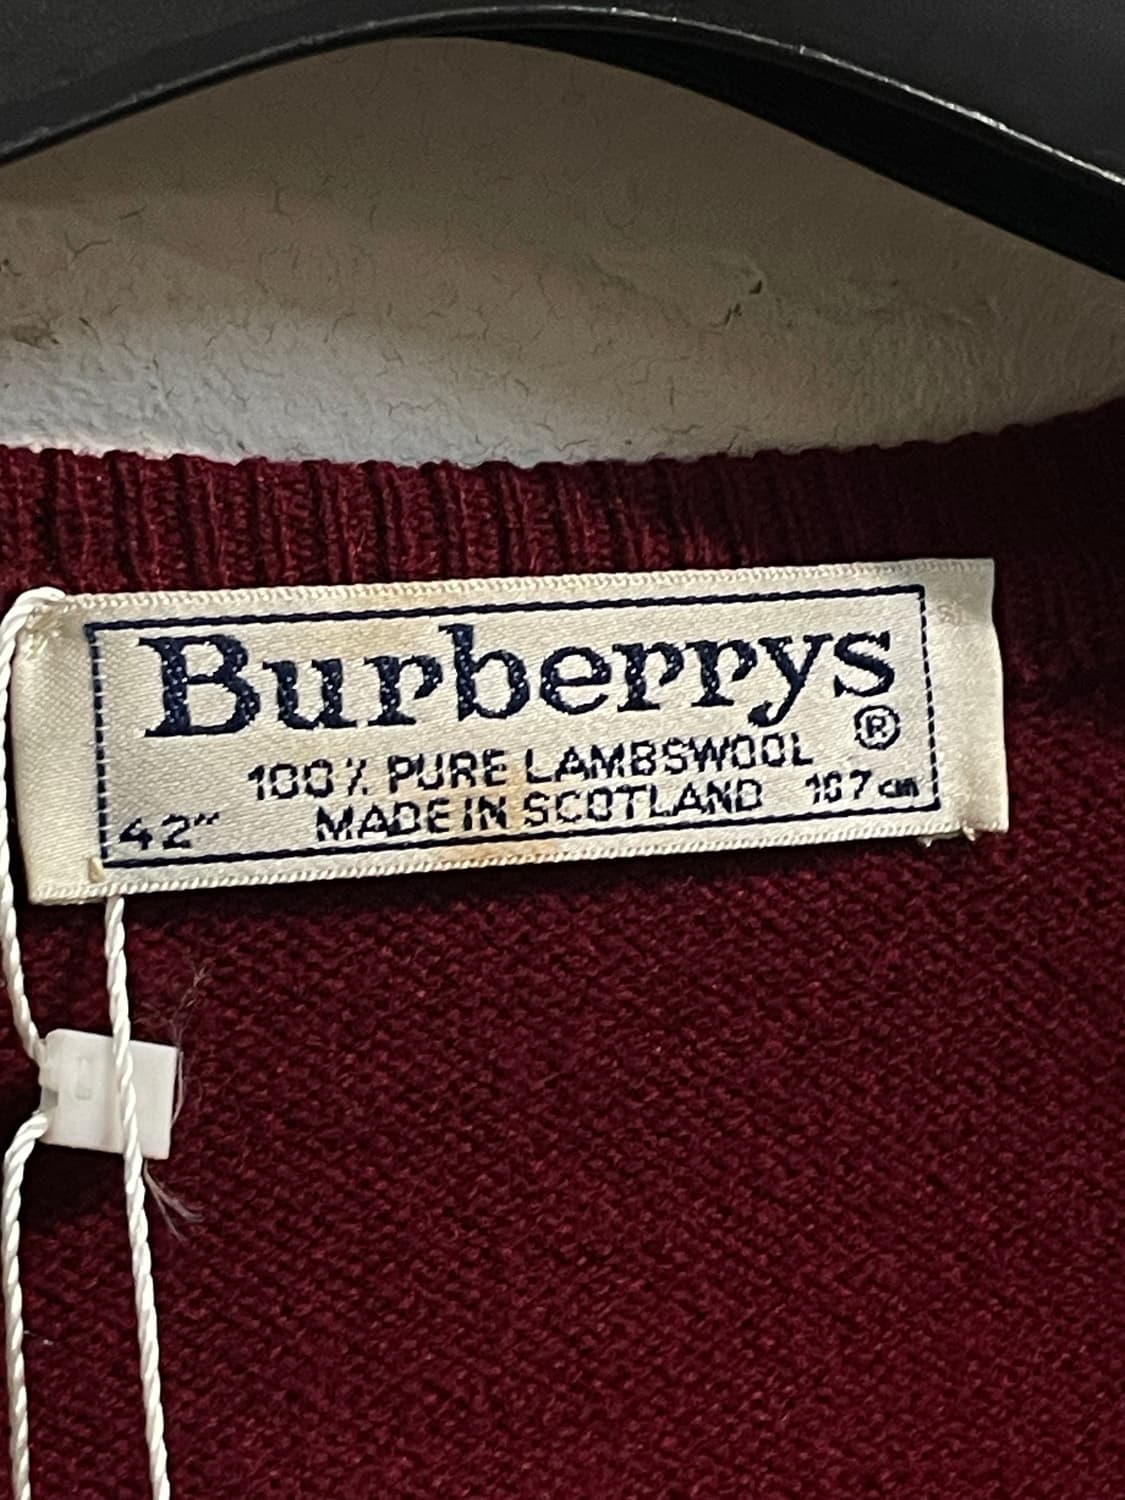 Burberrys
®
100% PURE LAMBSWOOL
42" MADE IN SCOTLAND 107 cm